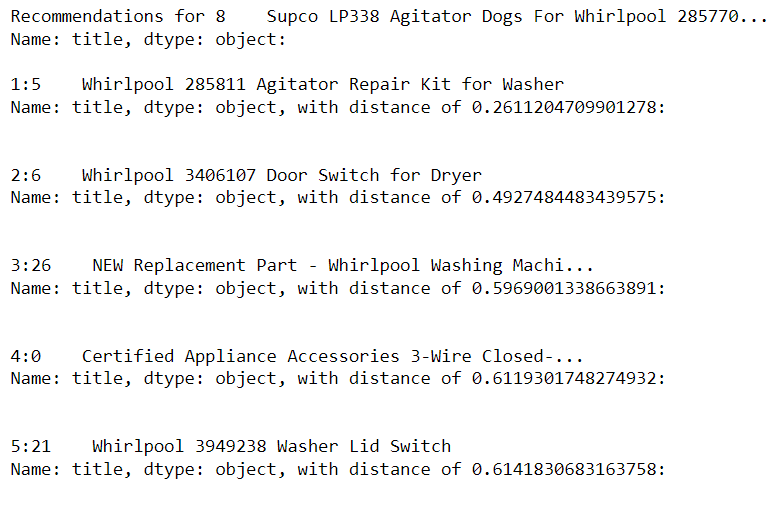 Recommendations for 8    Supco LP338 Agitator Dogs For Whirlpool 285770...
Name: title, dtype: object:
1:5    Whirlpool 285811 Agitator Repair Kit for Washer
Name: title, dtype: object, with distance of 0.2611204709901278:
2:6    Whirlpool 3406107 Door Switch for Dryer
Name: title, dtype: object, with distance of 0.4927484483439575:
3:26    NEW Replacement Part - Whirlpool Washing Machi...
Name: title, dtype: object, with distance of 0.5969001338663891:
4:0    Certified Appliance Accessories 3-Wire Closed-...
Name: title, dtype: object, with distance of 0.6119301748274932:
5:21    Whirlpool 3949238 Washer Lid Switch
Name: title, dtype: object, with distance of 0.6141830683163758: